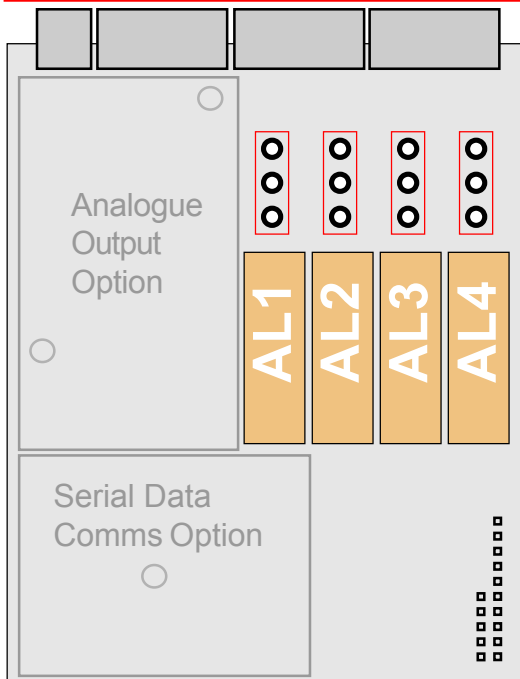 Analogue
Output
Option
AL1
AL2
AL3
AL4
Serial Data
Comms Option